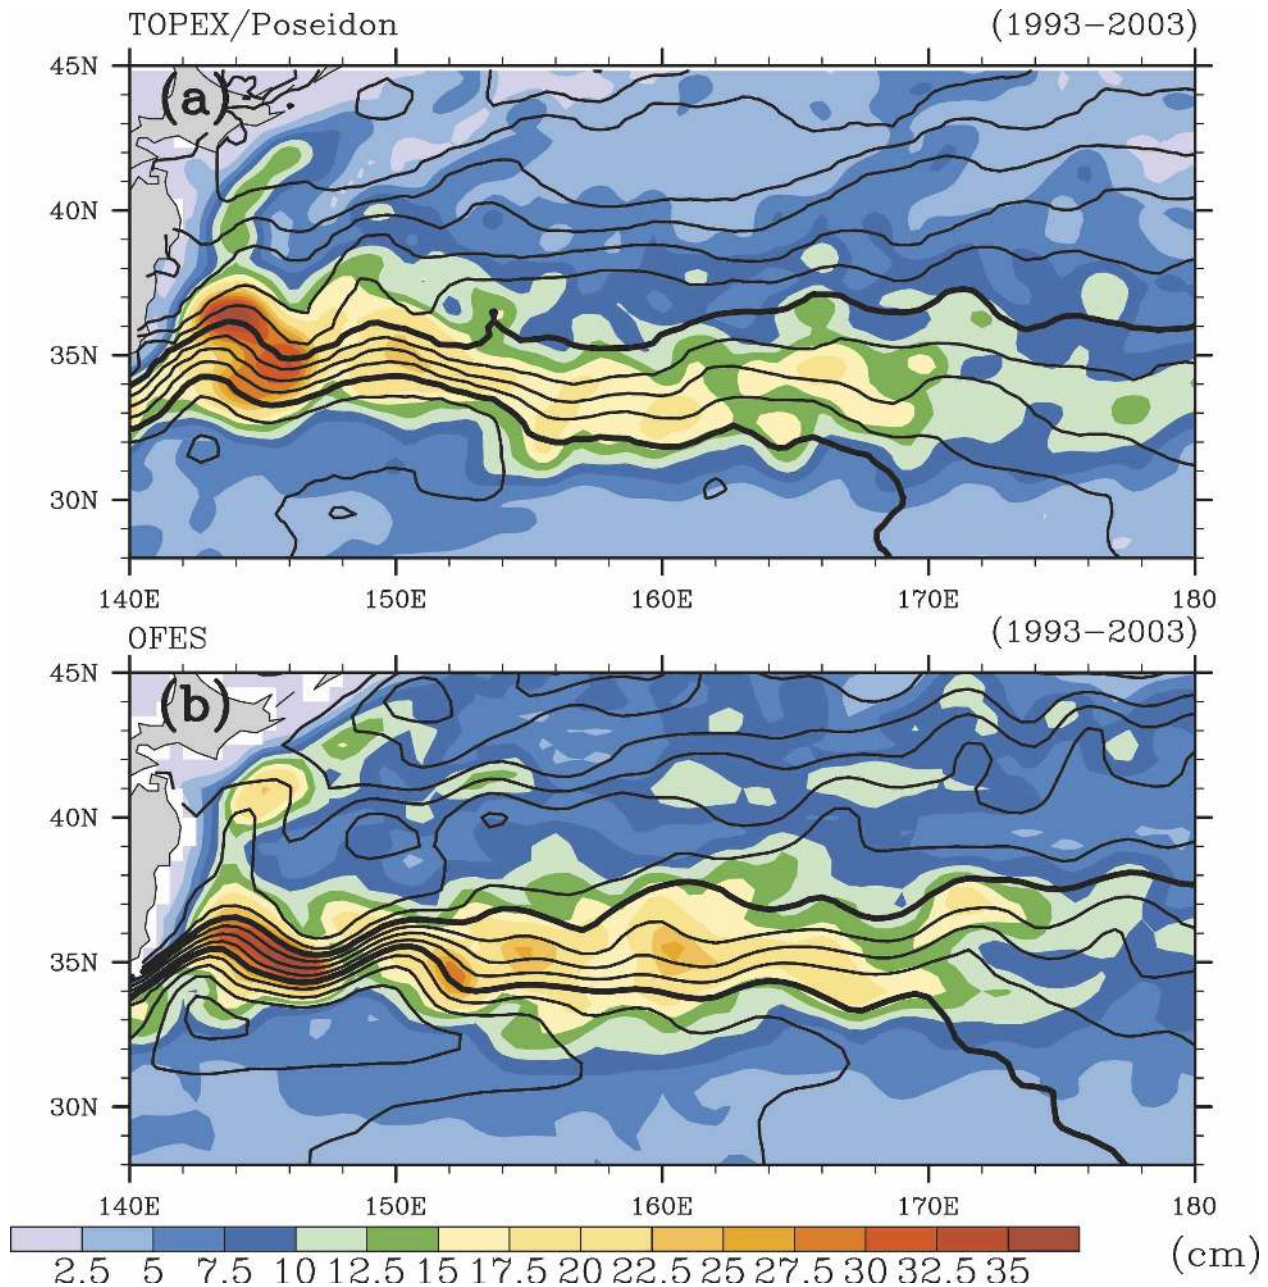 TOPEX/Poseidon (1993-2003)
45N
(a)
40N
35N
30N
140E 150E 160E 170E 180
OFES (1993-2003)
45N
(b)
40N
35N
30N
140E 150E 160E 170E 180
2.5 5 7.5 10 12.5 15 17.5 20 22.5 25 27.5 30 32.5 35 (cm)